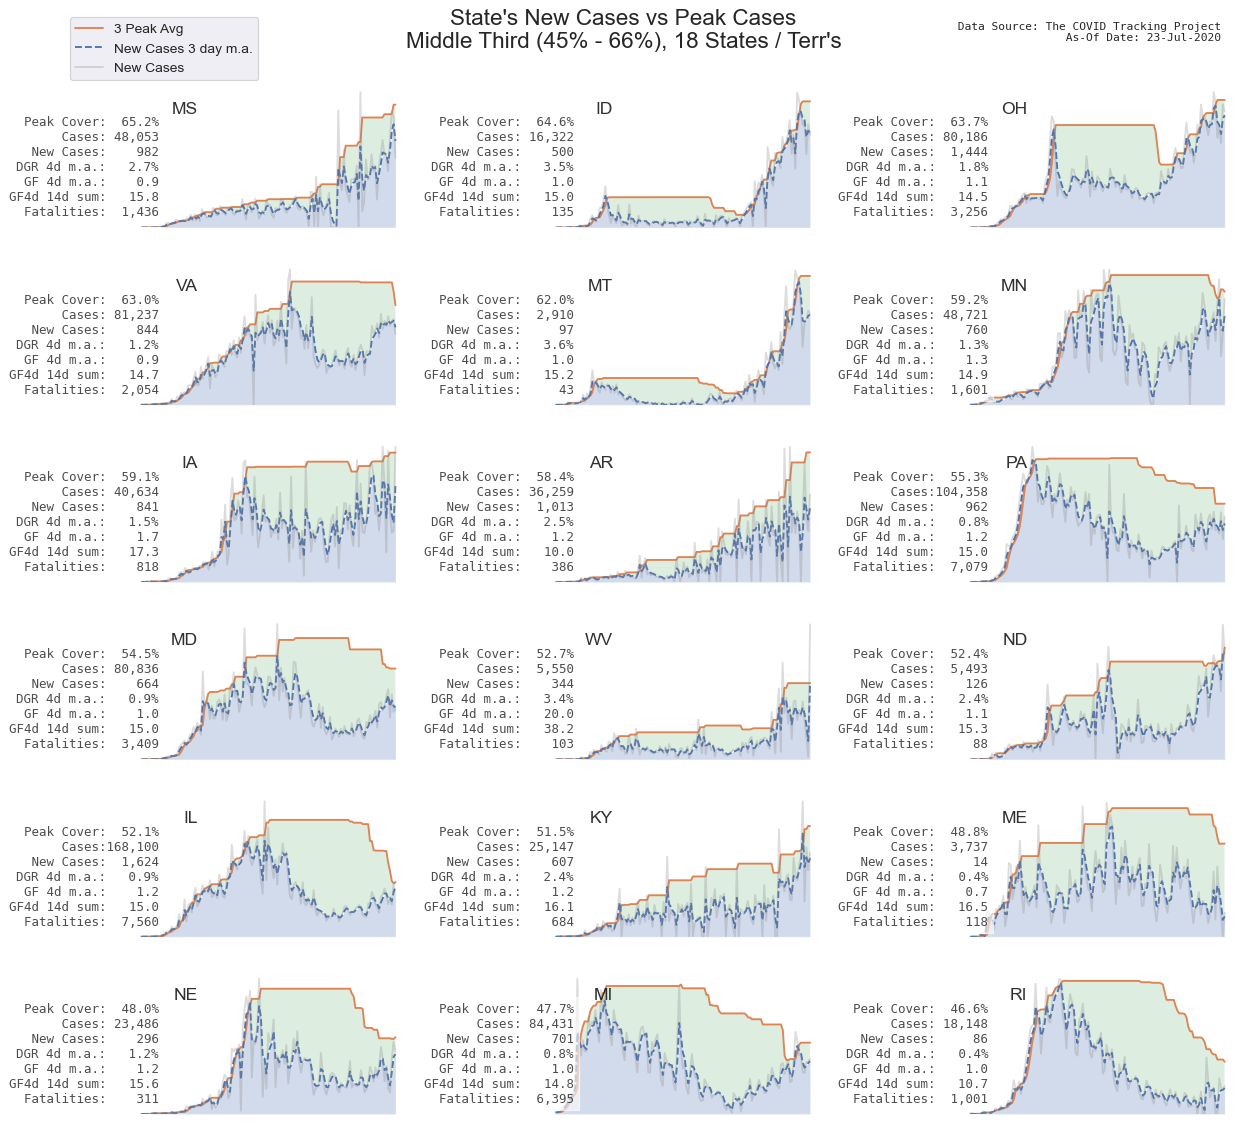 State's New Cases vs Peak Cases
Middle Third (45% - 66%), 18 States / Terr's
3 Peak Avg
New Cases 3 day m.a.
New Cases
Data Source: The COVID Tracking Project
As-Of Date: 23-Jul-2020
MS
Peak Cover: 65.2%
Cases: 48,053
New Cases: 982
DGR 4d m.a.: 2.7%
GF 4d m.a.: 0.9
GF4d 14d sum: 15.8
Fatalities: 1,436
ID
Peak Cover: 64.6%
Cases: 16,322
New Cases: 500
DGR 4d m.a.: 3.5%
GF 4d m.a.: 1.0
GF4d 14d sum: 15.0
Fatalities: 135
OH
Peak Cover: 63.7%
Cases: 80,186
New Cases: 1,444
DGR 4d m.a.: 1.8%
GF 4d m.a.: 1.1
GF4d 14d sum: 14.5
Fatalities: 3,256
VA
Peak Cover: 63.0%
Cases: 81,237
New Cases: 844
DGR 4d m.a.: 1.2%
GF 4d m.a.: 0.9
GF4d 14d sum: 14.7
Fatalities: 2,054
MT
Peak Cover: 62.0%
Cases: 2,910
New Cases: 97
DGR 4d m.a.: 3.6%
GF 4d m.a.: 1.0
GF4d 14d sum: 15.2
Fatalities: 43
MN
Peak Cover: 59.2%
Cases: 48,721
New Cases: 760
DGR 4d m.a.: 1.3%
GF 4d m.a.: 1.3
GF4d 14d sum: 14.9
Fatalities: 1,601
IA
Peak Cover: 59.1%
Cases: 40,634
New Cases: 841
DGR 4d m.a.: 1.5%
GF 4d m.a.: 1.7
GF4d 14d sum: 17.3
Fatalities: 818
AR
Peak Cover: 58.4%
Cases: 36,259
New Cases: 1,013
DGR 4d m.a.: 2.5%
GF 4d m.a.: 1.2
GF4d 14d sum: 10.0
Fatalities: 386
PA
Peak Cover: 55.3%
Cases:104,358
New Cases: 962
DGR 4d m.a.: 0.8%
GF 4d m.a.: 1.2
GF4d 14d sum: 15.0
Fatalities: 7,079
MD
Peak Cover: 54.5%
Cases: 80,836
New Cases: 664
DGR 4d m.a.: 0.9%
GF 4d m.a.: 1.0
GF4d 14d sum: 15.0
Fatalities: 3,409
WV
Peak Cover: 52.7%
Cases: 5,550
New Cases: 344
DGR 4d m.a.: 3.4%
GF 4d m.a.: 20.0
GF4d 14d sum: 38.2
Fatalities: 103
ND
Peak Cover: 52.4%
Cases: 5,493
New Cases: 126
DGR 4d m.a.: 2.4%
GF 4d m.a.: 1.1
GF4d 14d sum: 15.3
Fatalities: 88
IL
Peak Cover: 52.1%
Cases:168,100
New Cases: 1,624
DGR 4d m.a.: 0.9%
GF 4d m.a.: 1.2
GF4d 14d sum: 15.0
Fatalities: 7,560
KY
Peak Cover: 51.5%
Cases: 25,147
New Cases: 607
DGR 4d m.a.: 2.4%
GF 4d m.a.: 1.2
GF4d 14d sum: 16.1
Fatalities: 684
ME
Peak Cover: 48.8%
Cases: 3,737
New Cases: 14
DGR 4d m.a.: 0.4%
GF 4d m.a.: 0.7
GF4d 14d sum: 16.5
Fatalities: 118
NE
Peak Cover: 48.0%
Cases: 23,486
New Cases: 296
DGR 4d m.a.: 1.2%
GF 4d m.a.: 1.2
GF4d 14d sum: 15.6
Fatalities: 311
MI
Peak Cover: 47.7%
Cases: 84,431
New Cases: 701
DGR 4d m.a.: 0.8%
GF 4d m.a.: 1.0
GF4d 14d sum: 14.8
Fatalities: 6,395
RI
Peak Cover: 46.6%
Cases: 18,148
New Cases: 86
DGR 4d m.a.: 0.4%
GF 4d m.a.: 1.0
GF4d 14d sum: 10.7
Fatalities: 1,001